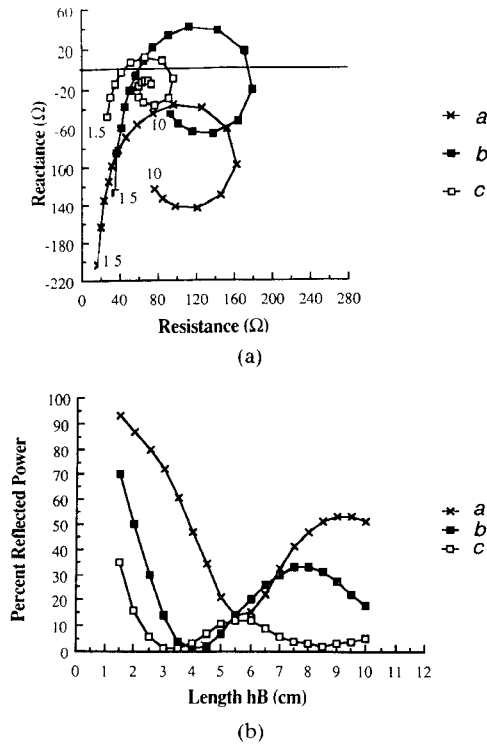 60
20
-20
-60
160
-140
-180
-220
Reactance (Ω)
1.5
10
1 5
10
1 5
0 40 80 120 160 200 240 280
Resistance (Ω)
a
b
c
(a)
100
90
80
70
60
50
40
30
20
10
0
Percent Reflected Power
0 1 2 3 4 5 6 7 8 9 10 11 12
Length hB (cm)
a
b
c
(b)